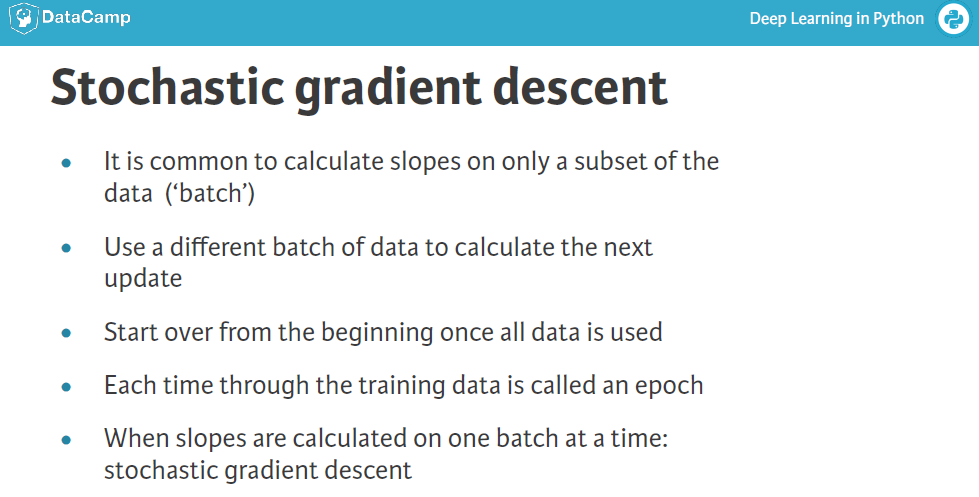 DataCamp
Deep Learning in Python
Stochastic gradient descent
• It is common to calculate slopes on only a subset of the
data (‘batch’)
• Use a different batch of data to calculate the next
update
• Start over from the beginning once all data is used
• Each time through the training data is called an epoch
• When slopes are calculated on one batch at a time:
stochastic gradient descent